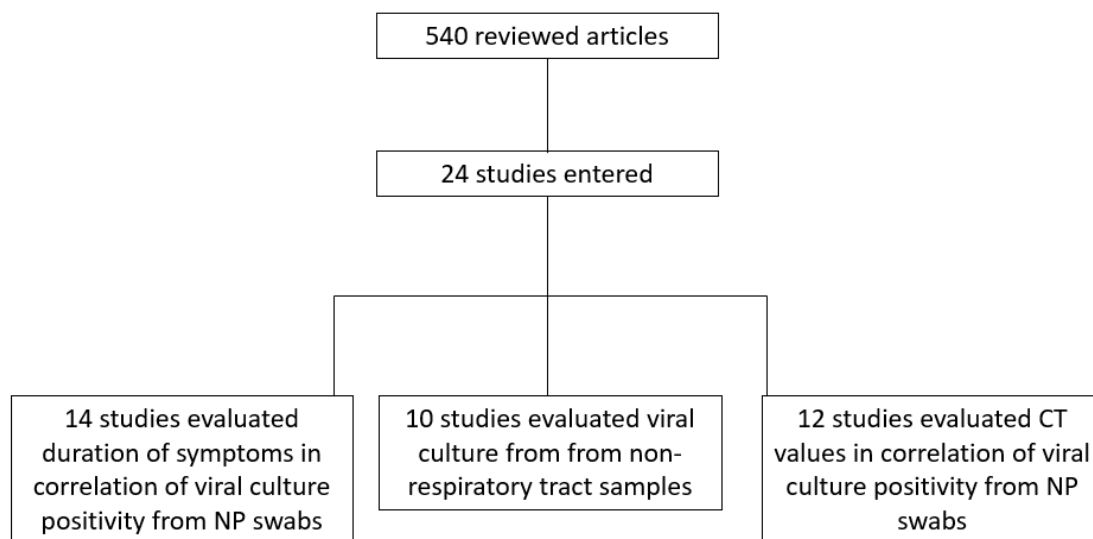 540 reviewed articles
24 studies entered
14 studies evaluated
duration of symptoms in
correlation of viral culture
positivity from NP swabs
10 studies evaluated viral
culture from from non-
respiratory tract samples
12 studies evaluated CT
values in correlation of viral
culture positivity from NP
swabs